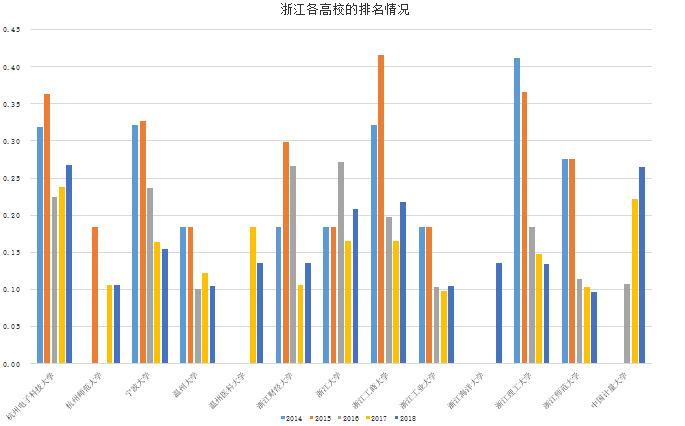 浙江各高校的排名情况
0.45
0.40
0.35
0.30
0.25
0.20
0.15
0.10
0.05
0.00
杭州电子科技大学
杭州师范大学
宁波大学
温州大学
温州医科大学
浙江财经大学
浙江大学
浙江工商大学
浙江工业大学
浙江海洋大学
浙江理工大学
浙江师范大学
中国计量大学
2014 2015 2016 2017 2018